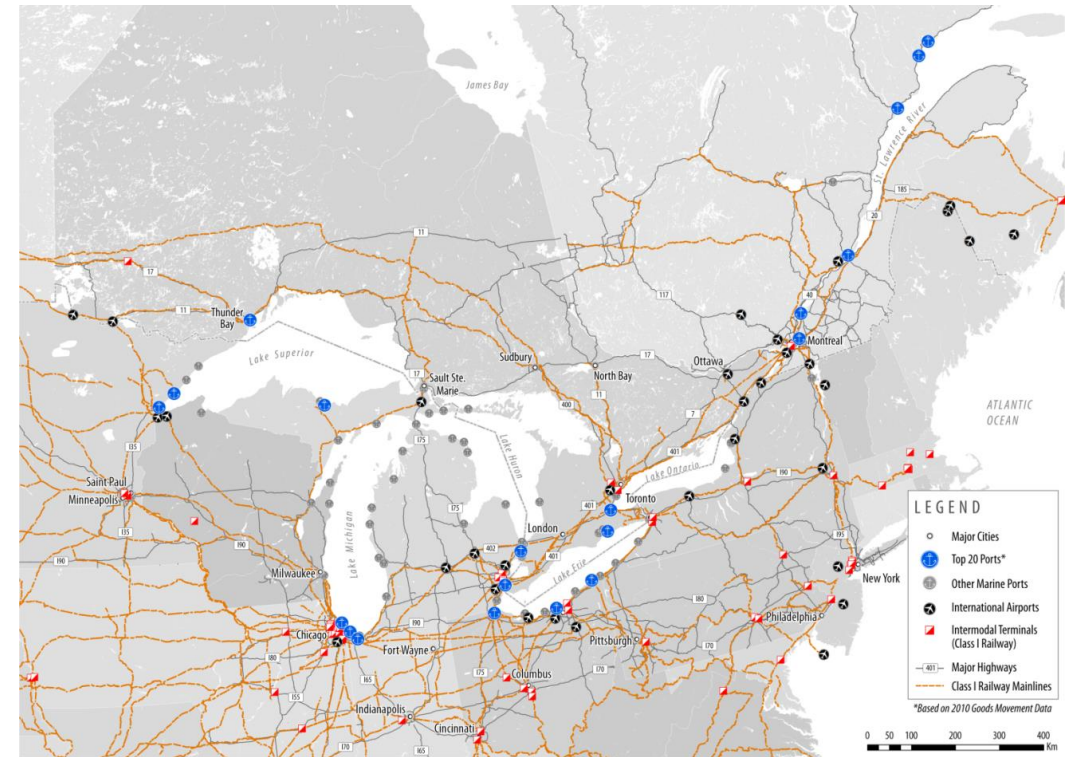 James Bay
St. Lawrence River
185
20
11
17
11
Thunder
Bay
117
40
Montreal
Lake Superior
Sudbury
17
North Bay
Ottawa
17
Sault Ste.
Marie
11
400
7
ATLANTIC
OCEAN
I35
I75
Lake Huron
401
Lake Ontario
I90
Saint Paul
Minneapolis
Toronto
I75
401
London
I35
I90
Lake Michigan
402
401
I95
I90
Milwaukee
Lake Erie
New York
I80
Chicago
I90
Philadelphia
Fort Wayne
Pittsburgh
I70
I80
I65
I75
I70
Columbus
I55
Indianapolis
Cincinnati
I70
I65
LEGEND
Major Cities
Top 20 Ports*
Other Marine Ports
International Airports
Intermodal Terminals
(Class I Railway)
401
Major Highways
Class I Railway Mainlines
*Based on 2010 Goods Movement Data
0 50 100 200 300 400
Km